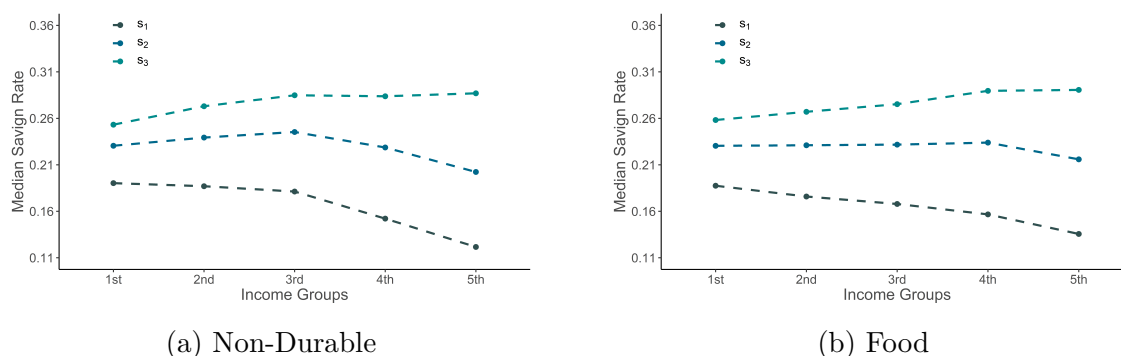 0.36
0.31
0.26
0.21
0.16
0.11
Median Savign Rate
s1
s2
s3
1st 2nd 3rd 4th 5th
Income Groups
(a) Non-Durable
0.36
0.31
0.26
0.21
0.16
0.11
Median Savign Rate
s1
s2
s3
1st 2nd 3rd 4th 5th
Income Groups
(b) Food